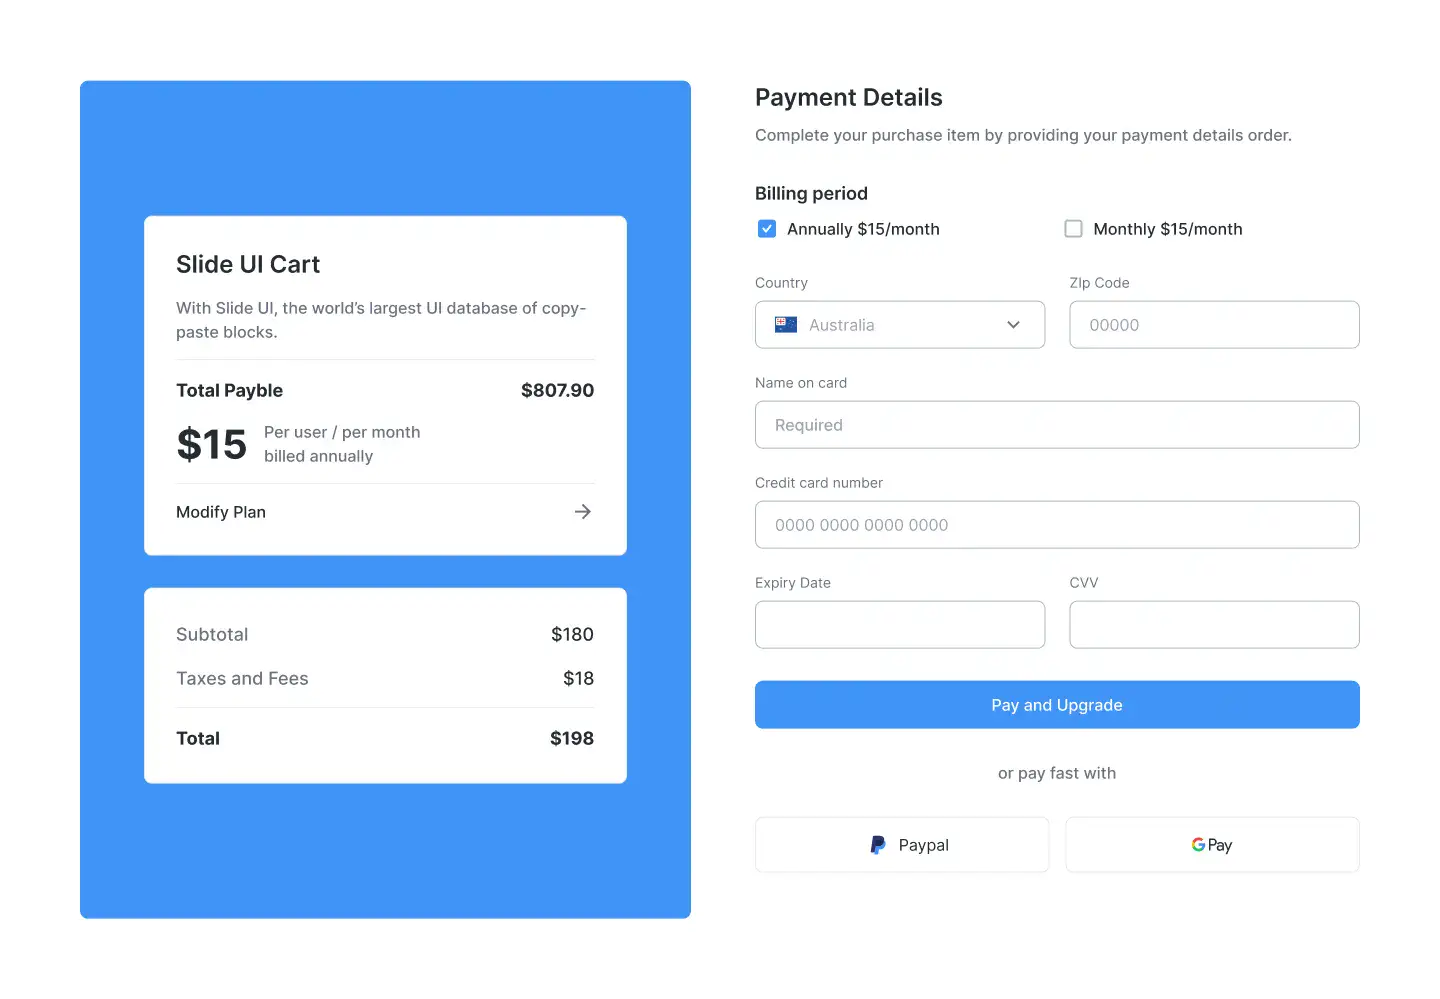 Slide UI Cart
With Slide UI, the world's largest UI database of copy-
paste blocks.
Total Payble $807.90
$15 Per user / per month
billed annually
Modify Plan
Subtotal $180
Taxes and Fees $18
Total $198
Payment Details
Complete your purchase item by providing your payment details order.
Billing period
Annually $15/month Monthly $15/month
Country ZIp Code
Australia 00000
Name on card
Required
Credit card number
0000 0000 0000 0000
Expiry Date CVV
Pay and Upgrade
or pay fast with
Paypal G Pay